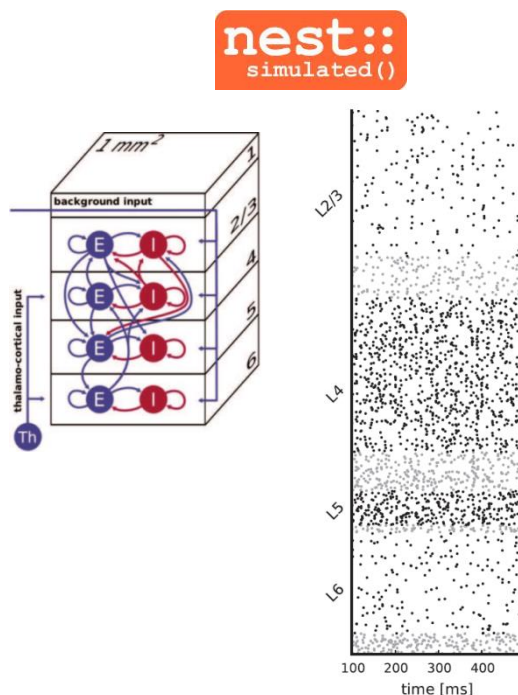 nest::
simulated()
1 mm²
1
background input
2/3
E I
4
E I
5
E I
6
E I
thalamo-cortical input
Th
L2/3
L4
L5
L6
100 200 300 400
time [ms]